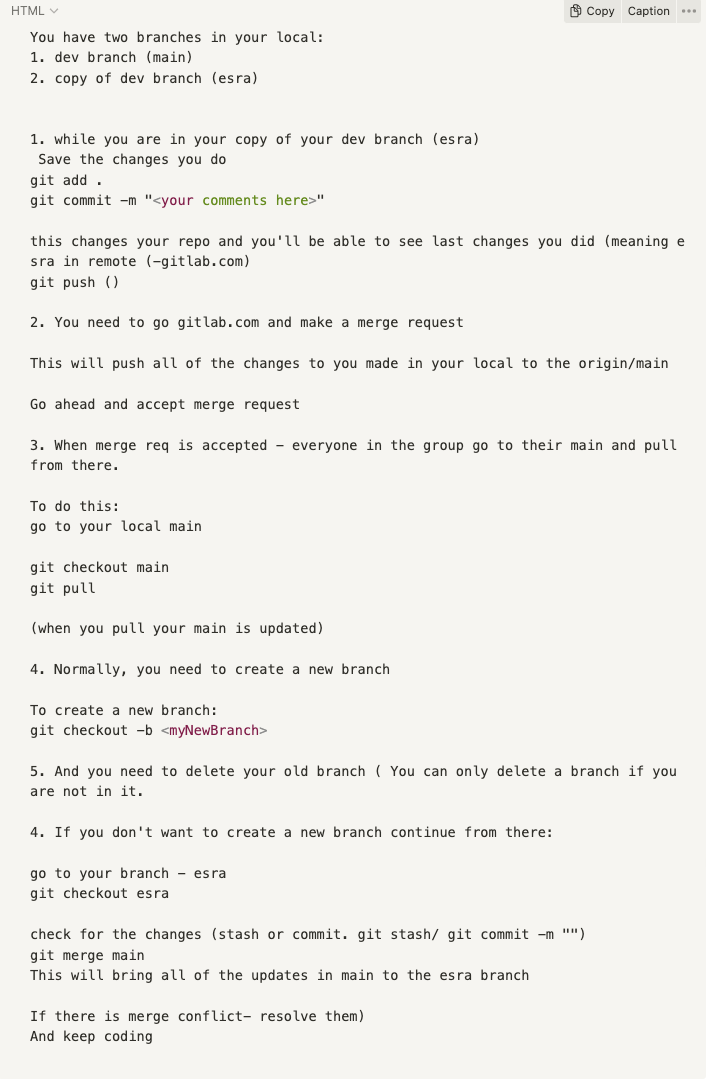 HTML
Copy Caption
You have two branches in your local:
1. dev branch (main)
2. copy of dev branch (esra)
1. while you are in your copy of your dev branch (esra)
Save the changes you do
git add .
git commit -m "<your comments here>"
this changes your repo and you'll be able to see last changes you did (meaning e
sra in remote (-gitlab.com)
git push ()
2. You need to go gitlab.com and make a merge request
This will push all of the changes to you made in your local to the origin/main
Go ahead and accept merge request
3. When merge req is accepted - everyone in the group go to their main and pull
from there.
To do this:
go to your local main
git checkout main
git pull
(when you pull your main is updated)
4. Normally, you need to create a new branch
To create a new branch:
git checkout -b <myNewBranch>
5. And you need to delete your old branch ( You can only delete a branch if you
are not in it.
4. If you don't want to create a new branch continue from there:
go to your branch - esra
git checkout esra
check for the changes (stash or commit. git stash/ git commit -m "")
git merge main
This will bring all of the updates in main to the esra branch
If there is merge conflict- resolve them)
And keep coding